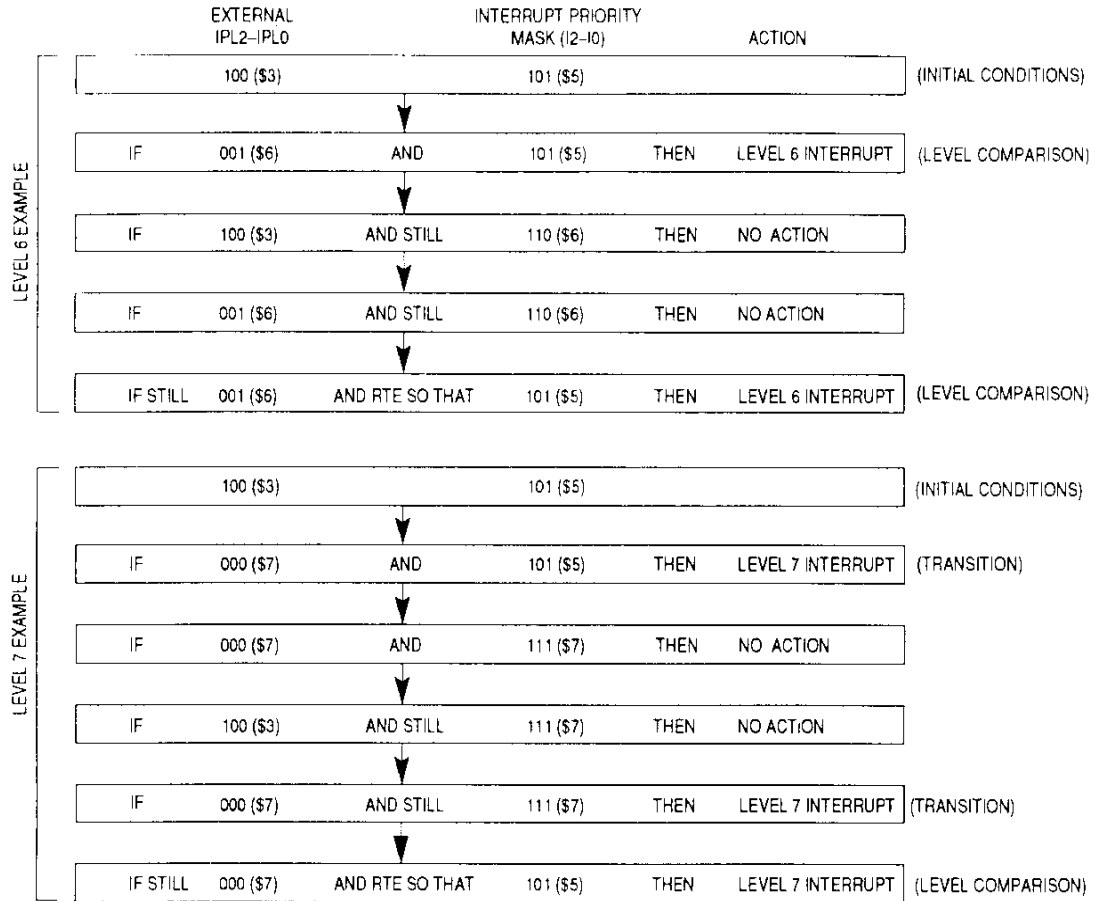 EXTERNAL INTERRUPT PRIORITY
IPL2–IPL0 MASK (I2–I0) ACTION
LEVEL 6 EXAMPLE
100 ($3) 101 ($5) (INITIAL CONDITIONS)
IF 001 ($6) AND 101 ($5) THEN LEVEL 6 INTERRUPT (LEVEL COMPARISON)
IF 100 ($3) AND STILL 110 ($6) THEN NO ACTION
IF 001 ($6) AND STILL 110 ($6) THEN NO ACTION
IF STILL 001 ($6) AND RTE SO THAT 101 ($5) THEN LEVEL 6 INTERRUPT (LEVEL COMPARISON)
LEVEL 7 EXAMPLE
100 ($3) 101 ($5) (INITIAL CONDITIONS)
IF 000 ($7) AND 101 ($5) THEN LEVEL 7 INTERRUPT (TRANSITION)
IF 000 ($7) AND 111 ($7) THEN NO ACTION
IF 100 ($3) AND STILL 111 ($7) THEN NO ACTION
IF 000 ($7) AND STILL 111 ($7) THEN LEVEL 7 INTERRUPT (TRANSITION)
IF STILL 000 ($7) AND RTE SO THAT 101 ($5) THEN LEVEL 7 INTERRUPT (LEVEL COMPARISON)